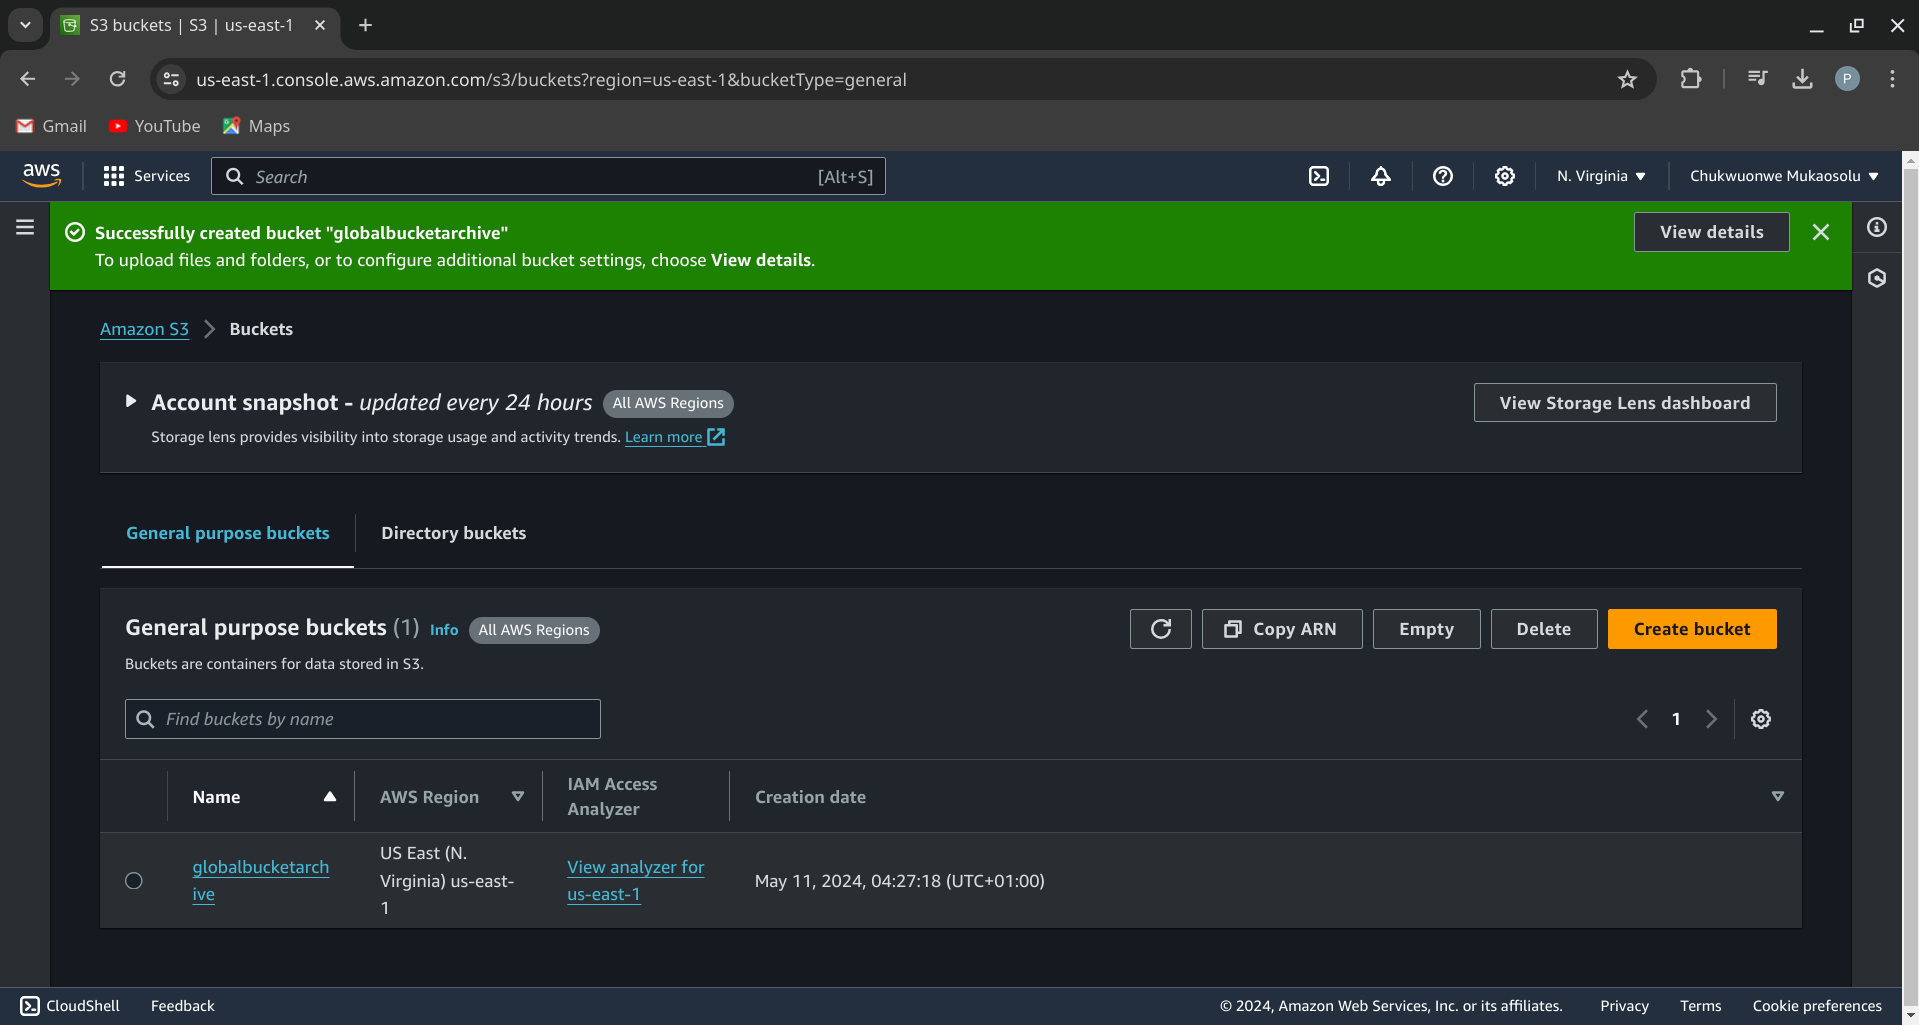 S3 buckets | S3 | us-east-1
us-east-1.console.aws.amazon.com/s3/buckets?region=us-east-1&bucketType=general
P
Gmail
YouTube
Maps
aws
Services
Search
[Alt+S]
N. Virginia
Chukwuonwe Mukaosolu
Successfully created bucket "globalbucketarchive"
To upload files and folders, or to configure additional bucket settings, choose View details.
View details
Amazon S3
Buckets
Account snapshot - updated every 24 hours
All AWS Regions
Storage lens provides visibility into storage usage and activity trends. Learn more
View Storage Lens dashboard
General purpose buckets
Directory buckets
General purpose buckets (1)
Info
All AWS Regions
Buckets are containers for data stored in S3.
Copy ARN
Empty
Delete
Create bucket
Find buckets by name
1
Name
AWS Region
IAM Access
Analyzer
Creation date
globalbucketarch
ive
US East (N.
Virginia) us-east-
1
View analyzer for
us-east-1
May 11, 2024, 04:27:18 (UTC+01:00)
CloudShell
Feedback
© 2024, Amazon Web Services, Inc. or its affiliates.
Privacy
Terms
Cookie preferences